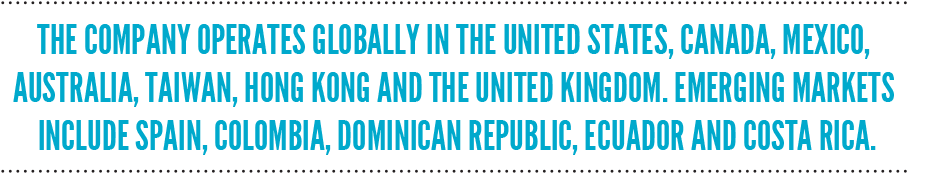 THE COMPANY OPERATES GLOBALLY IN THE UNITED STATES, CANADA, MEXICO,
AUSTRALIA, TAIWAN, HONG KONG AND THE UNITED KINGDOM. EMERGING MARKETS
INCLUDE SPAIN, COLOMBIA, DOMINICAN REPUBLIC, ECUADOR AND COSTA RICA.